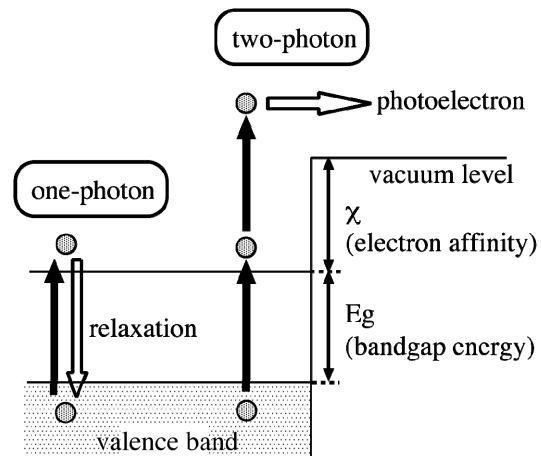 two-photon
photoelectron
vacuum level
one-photon
χ
(electron affinity)
relaxation
Eg
(bandgap cncrgy)
valence band